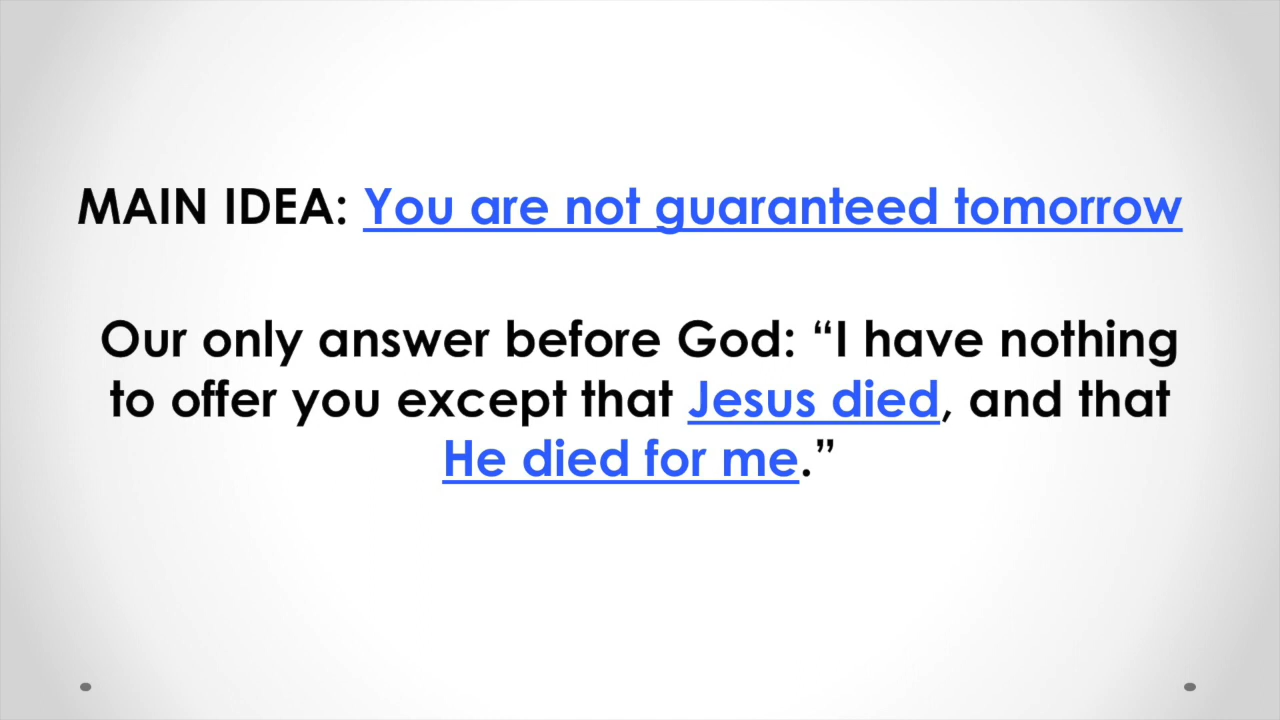 MAIN IDEA: You are not guaranteed tomorrow
Our only answer before God: “I have nothing
to offer you except that Jesus died, and that
He died for me.”